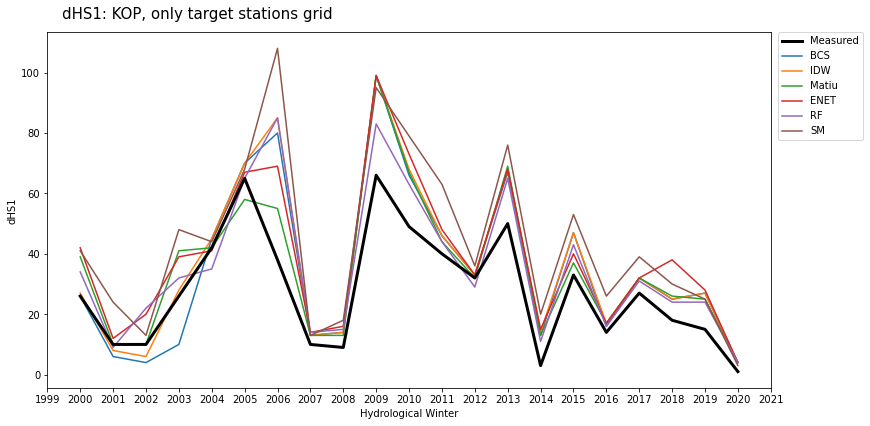 dHS1: KOP, only target stations grid
Measured
BCS
IDW
Matiu
ENET
RF
SM
dHS1
100
80
60
40
20
0
1999 2000 2001 2002 2003 2004 2005 2006 2007 2008 2009 2010 2011 2012 2013 2014 2015 2016 2017 2018 2019 2020 2021
Hydrological Winter